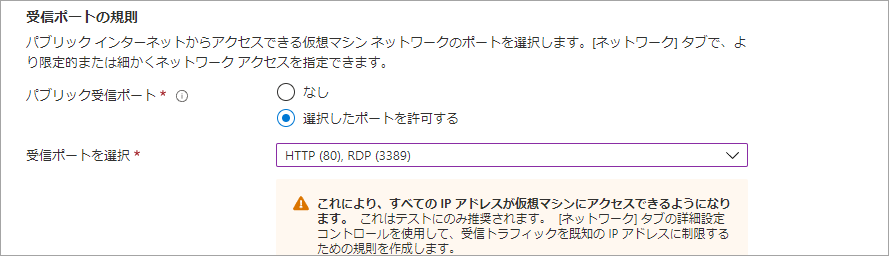 受信ポートの規則
パブリック インターネットからアクセスできる仮想マシン ネットワークのポートを選択します。[ネットワーク] タブで、よ
り限定的または細かくネットワーク アクセスを指定できます。
パブリック受信ポート *
なし
選択したポートを許可する
受信ポートを選択 *
HTTP (80), RDP (3389)
これにより、すべての IP アドレスが仮想マシンにアクセスできるようになり
ます。 これはテストにのみ推奨されます。 [ネットワーク] タブの詳細設定
コントロールを使用して、受信トラフィックを既知の IP アドレスに制限する
ための規則を作成します。